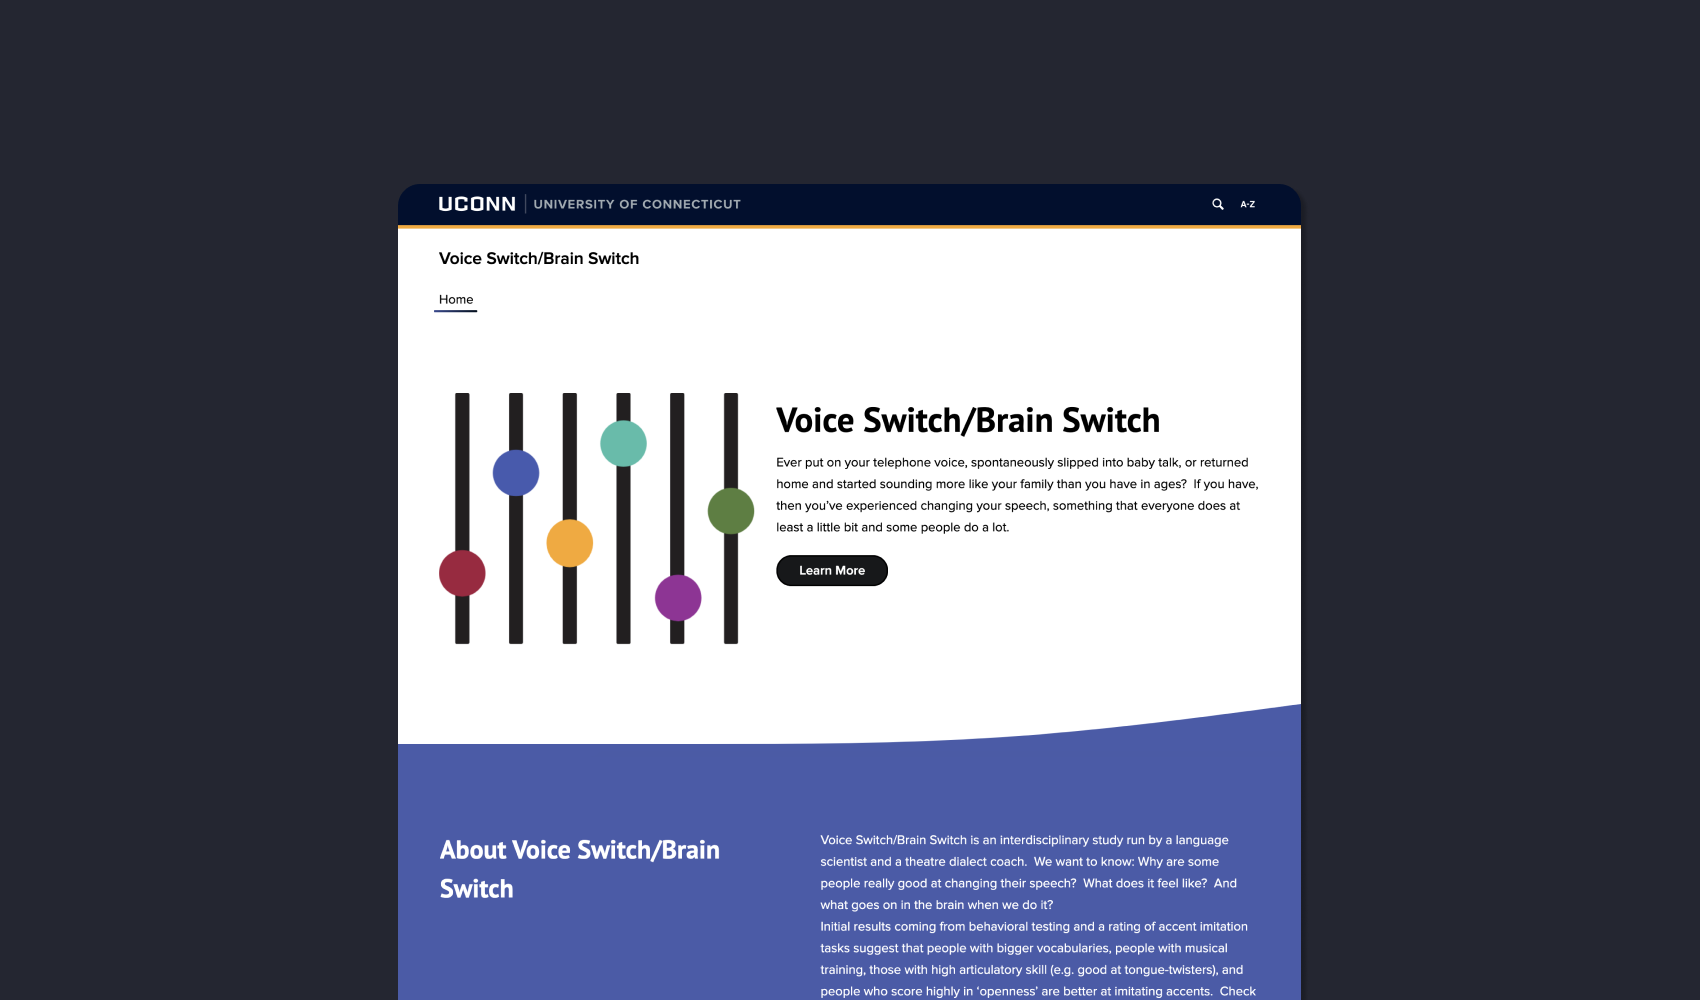 UCONN UNIVERSITY OF CONNECTICUT A-Z
Voice Switch/Brain Switch
Home
Voice Switch/Brain Switch
Ever put on your telephone voice, spontaneously slipped into baby talk, or returned
home and started sounding more like your family than you have in ages?  If you have,
then you've experienced changing your speech, something that everyone does at
least a little bit and some people do a lot.
Learn More
About Voice Switch/Brain
Switch
Voice Switch/Brain Switch is an interdisciplinary study run by a language
scientist and a theatre dialect coach.  We want to know: Why are some
people really good at changing their speech?  What does it feel like?  And
what goes on in the brain when we do it?
Initial results coming from behavioral testing and a rating of accent imitation
tasks suggest that people with bigger vocabularies, people with musical
training, those with high articulatory skill (e.g. good at tongue-twisters), and
people who score highly in ‘openness’ are better at imitating accents.  Check